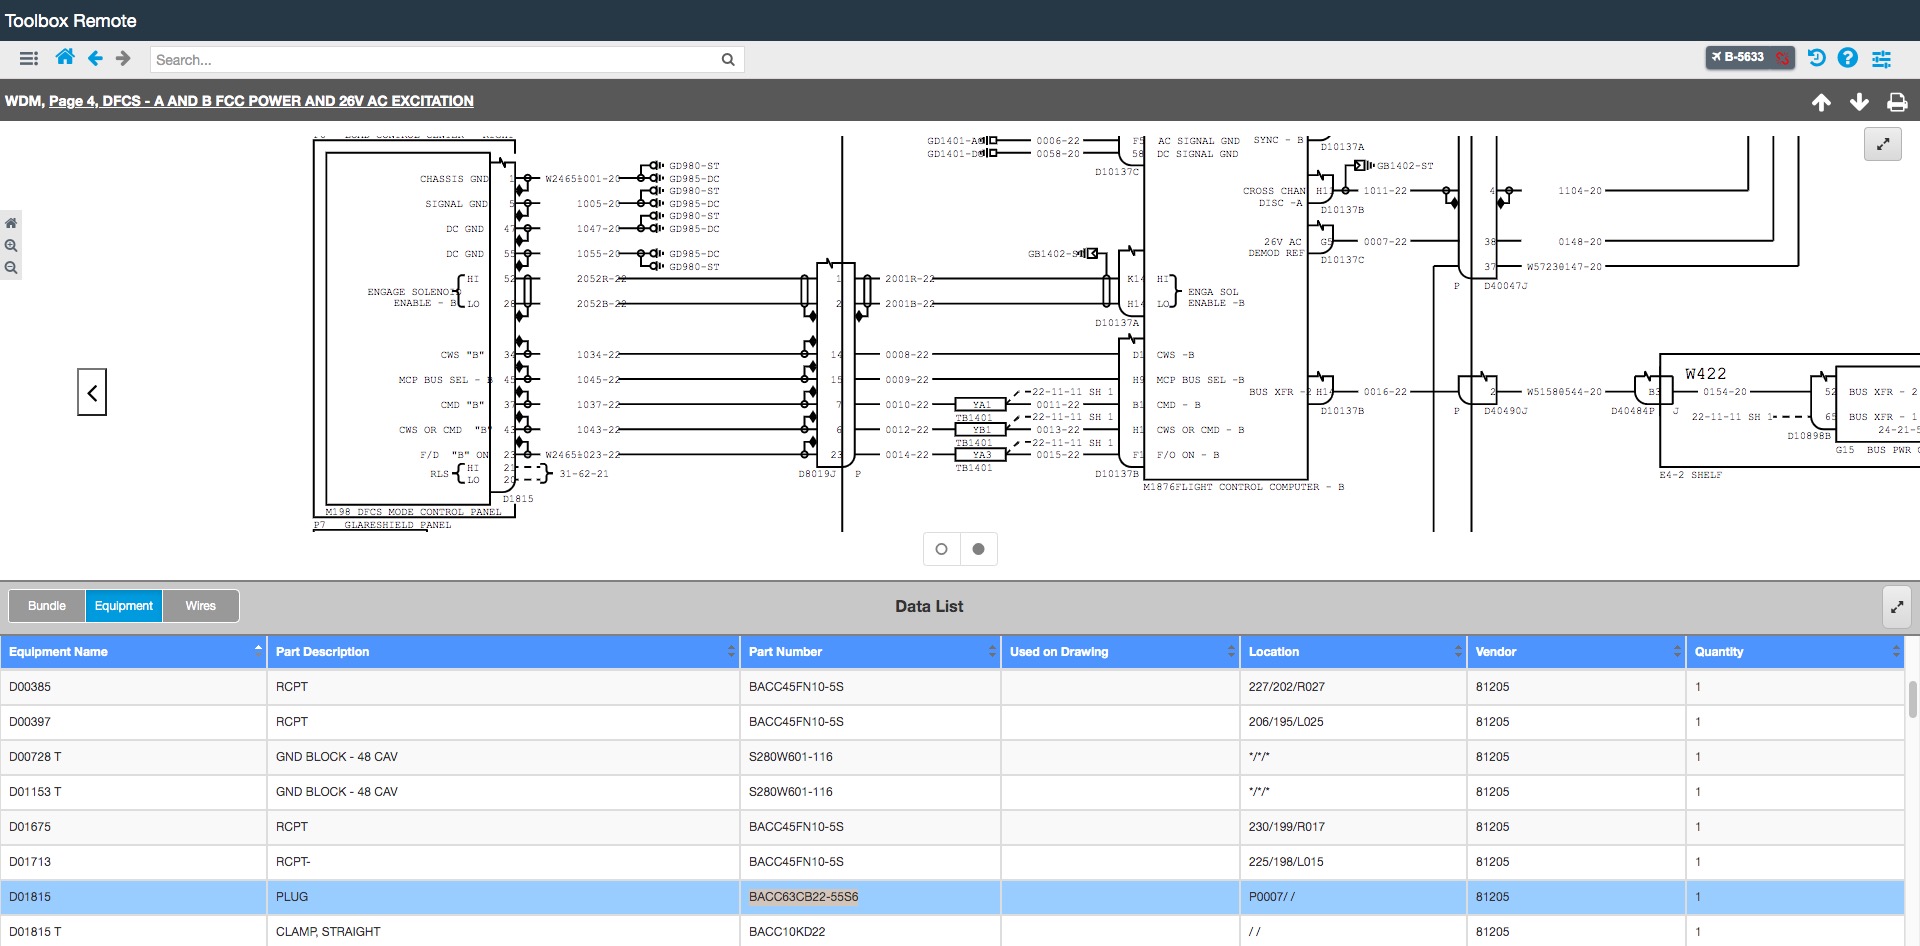 Toolbox Remote
Search...
B-5633
WDM, Page 4, DFCS - A AND B FCC POWER AND 26V AC EXCITATION
CHASSIS GND 1 W2465 1001-20 GD980-ST
GD985-DC
GD980-ST
SIGNAL GND 5 1005-20 GD985-DC
GD980-ST
DC GND 47 1047-20 GD985-DC
DC GND 55 1055-20 GD985-DC
GD980-ST
HI 52 2052R-22 1 2001R-22 K14 HI
ENGAGE SOLENOID
ENABLE - B
LO 28 2052B-22 2 2001B-22 H14 LO
ENGA SOL
ENABLE -B
GB1402-ST
D10137A
CWS "B" 34 1034-22 14 0008-22 D1 CWS -B
MCP BUS SEL - B 45 1045-22 15 0009-22 H9 MCP BUS SEL -B
22-11-11 SH 1
CMD "B" 37 1037-22 7 0010-22 YA1 0011-22 B1 CMD - B
TB1401 22-11-11 SH 1
CWS OR CMD "B" 43 1043-22 6 0012-22 YB1 0013-22 H1 CWS OR CMD - B
TB1401 22-11-11 SH 1
F/D "B" ON 23 W2465 1023-22 23 0014-22 YA3 0015-22 F1 F/O ON - B
TB1401
RLS HI 21
LO 20
31-62-21
D8019J P
D10137B
D1815
M1876 FLIGHT CONTROL COMPUTER - B
M198 DFCS MODE CONTROL PANEL
P7 GLARESHIELD PANEL
0006-22 F5 AC SIGNAL GND SYNC - B
0058-20 58 DC SIGNAL GND
D10137C
D10137A
GB1402-ST
CROSS CHAN H11 1011-22 4 1104-20
DISC -A D10137B
26V AC G5 0007-22 38 0148-20
DEMOD REF D10137C
37 W5723 0147-20
P D40047J
BUS XFR - 2 H14 0016-22 2 W5158 0544-20 B3 0154-20 52 BUS XFR - 2
D10137B
P D40490J
D40484P J
W422
22-11-11 SH 1 65 BUS XFR - 1
D10898B
24-21-5
G15 BUS PWR
E4-2 SHELF
Bundle Equipment Wires
Data List
Equipment Name Part Description Part Number Used on Drawing Location Vendor Quantity
D00385 RCPT BACC45FN10-5S 227/202/R027 81205 1
D00397 RCPT BACC45FN10-5S 206/195/L025 81205 1
D00728 T GND BLOCK - 48 CAV S280W601-116 */*/* 81205 1
D01153 T GND BLOCK - 48 CAV S280W601-116 */*/* 81205 1
D01675 RCPT BACC45FN10-5S 230/199/R017 81205 1
D01713 RCPT- BACC45FN10-5S 225/198/L015 81205 1
D01815 PLUG BACC63CB22-55S6 P0007/ / 81205 1
D01815 T CLAMP, STRAIGHT BACC10KD22 / / 81205 1